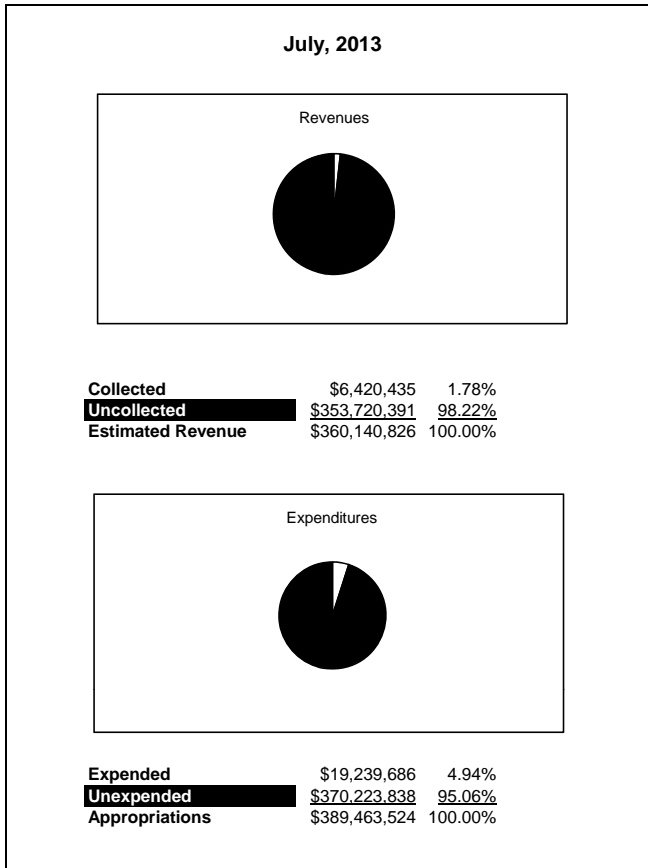 July, 2013
Revenues
Collected $6,420,435 1.78%
Uncollected $353,720,391 98.22%
Estimated Revenue $360,140,826 100.00%
Expenditures
Expended $19,239,686 4.94%
Unexpended $370,223,838 95.06%
Appropriations $389,463,524 100.00%